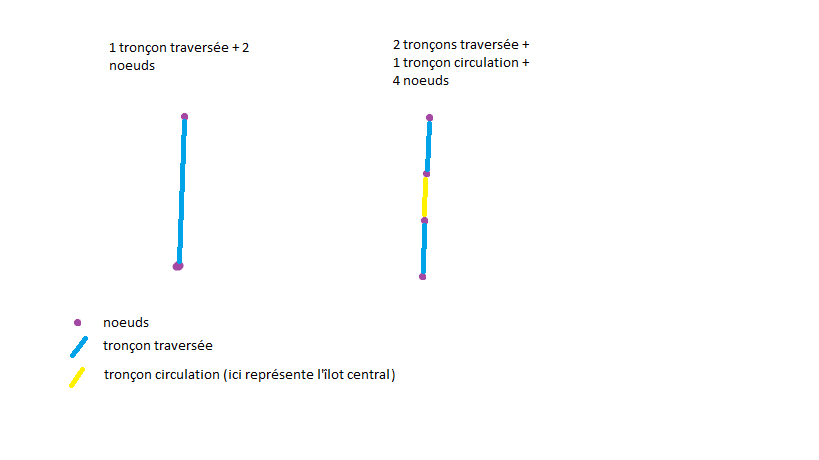 1 tronçon traversée + 2
noeuds
2 tronçons traversée +
1 tronçon circulation +
4 noeuds
noeuds
tronçon traversée
tronçon circulation (ici représente l'îlot central)